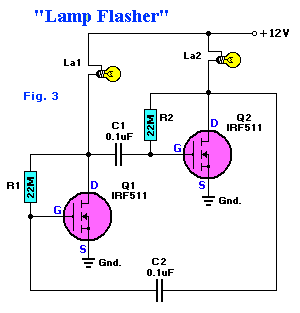 "Lamp Flasher"
+12V
La1
La2
Fig. 3
C1
0.1uF
R2
22M
Q2
IRF511
D
G
S
Gnd.
R1
22M
Q1
IRF511
D
G
S
Gnd.
C2
0.1uF